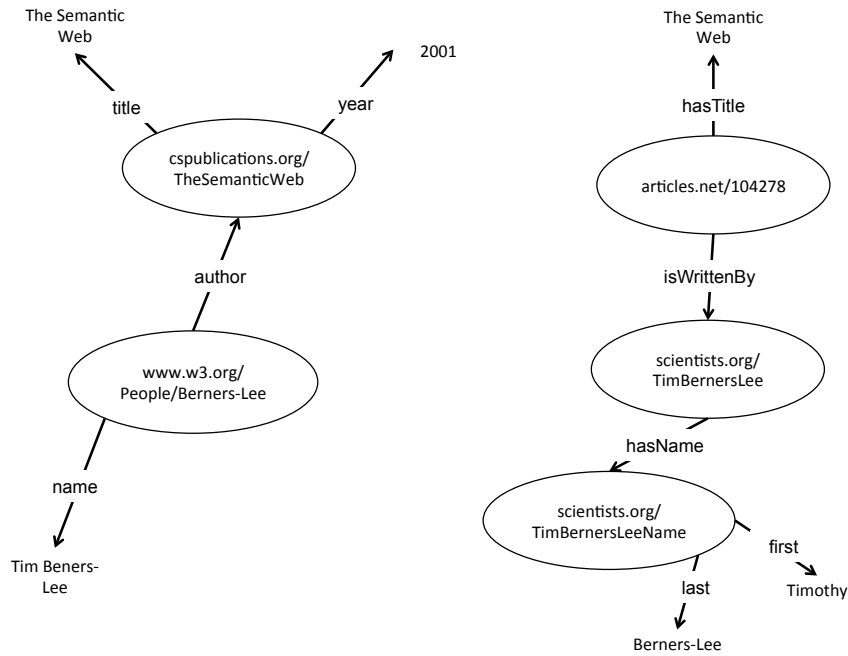 The Semantic
Web
title
year
2001
cspublications.org/
TheSemanticWeb
author
www.w3.org/
People/Berners-Lee
name
Tim Beners-
Lee
The Semantic
Web
hasTitle
articles.net/104278
isWrittenBy
scientists.org/
TimBernersLee
hasName
scientists.org/
TimBernersLeeName
first
Timothy
last
Berners-Lee